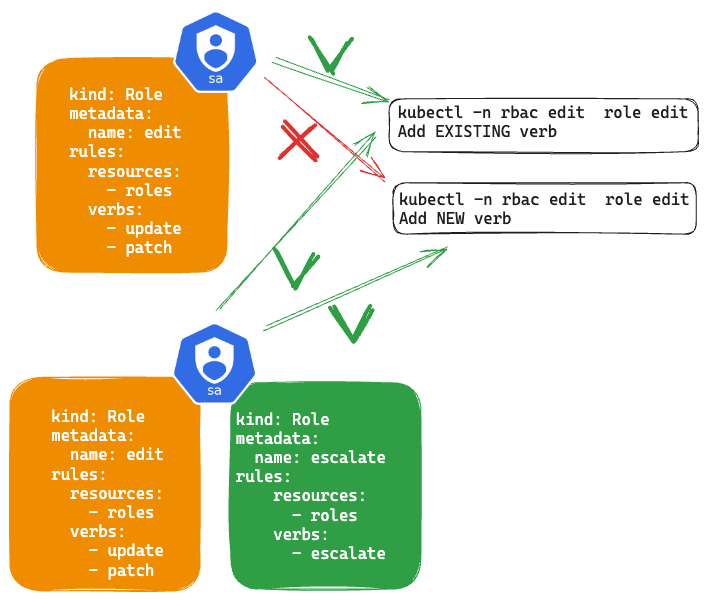 sa
kind: Role
metadata:
name: edit
rules:
resources:
- roles
verbs:
- update
- patch
kubectl -n rbac edit  role edit
Add EXISTING verb
kubectl -n rbac edit  role edit
Add NEW verb
sa
kind: Role
metadata:
name: edit
rules:
resources:
- roles
verbs:
- update
- patch
kind: Role
metadata:
name: escalate
rules:
resources:
- roles
verbs:
- escalate